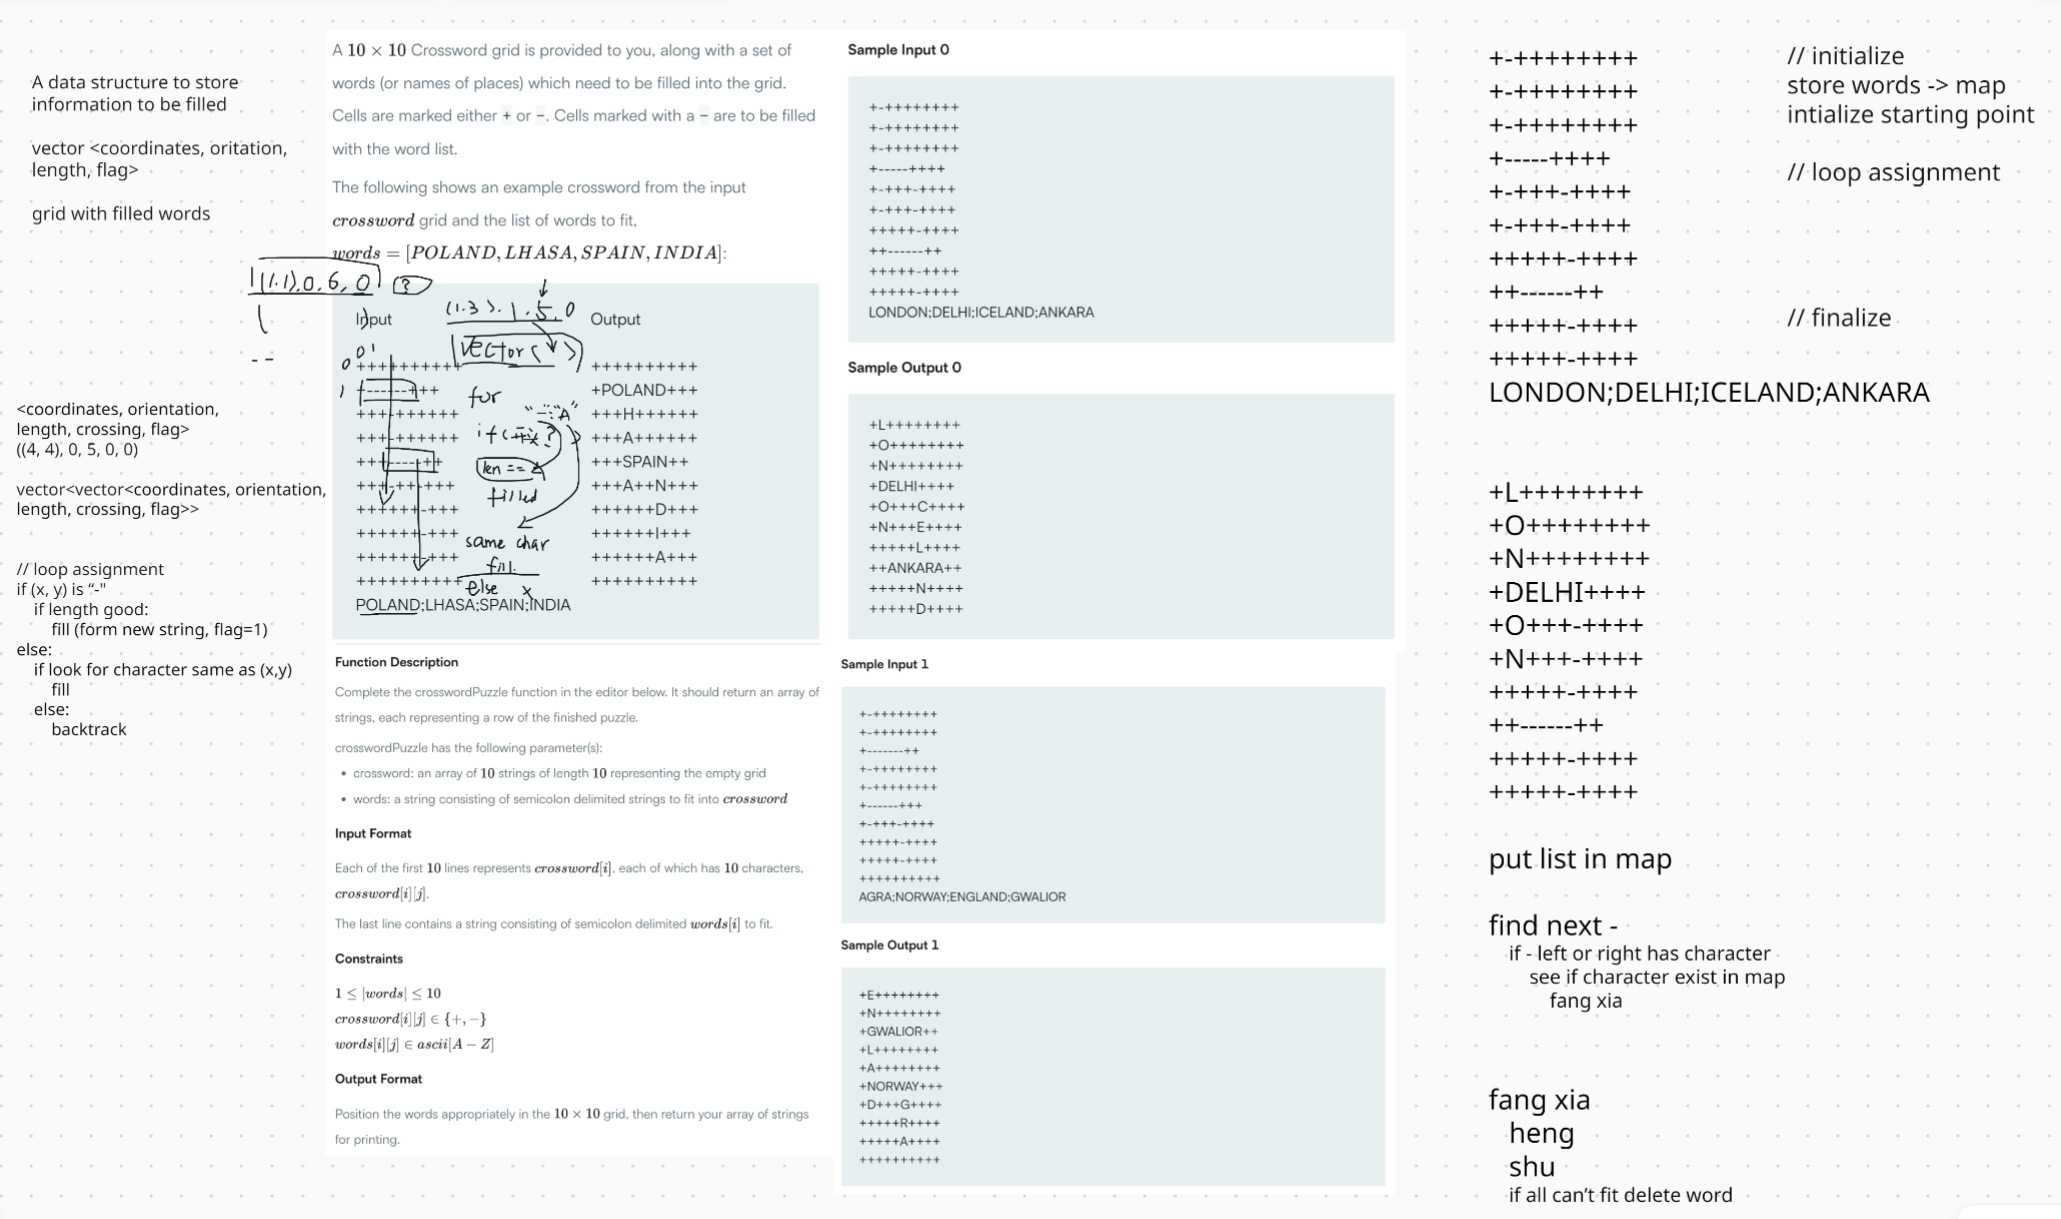 A data structure to store
information to be filled
vector <coordinates, oritation,
length, flag>
grid with filled words
<coordinates, orientation,
length, crossing, flag>
((4, 4), 0, 5, 0, 0)
vector<vector<coordinates, orientation,
length, crossing, flag>>
// loop assignment
if (x, y) is “-"
if length good:
fill (form new string, flag=1)
else:
if look for character same as (x,y)
fill
else:
backtrack
A 10 × 10 Crossword grid is provided to you, along with a set of
words (or names of places) which need to be filled into the grid.
Cells are marked either + or -. Cells marked with a - are to be filled
with the word list.
The following shows an example crossword from the input
crossword grid and the list of words to fit,
words = [POLAND, LHASA, SPAIN, INDIA]:
(1.1),0,6,0
(1.3).1.5,0
Input
Output
vector
0 1
0
1
for
len ==
filled
same char
fill
else x
++++++++++
+------+++
+++-++++++
+++-++++++
+++-----++
+++-++-+++
++++++-+++
++++++-+++
++++++-+++
++++++++++
POLAND;LHASA;SPAIN;INDIA
++++++++++
+POLAND+++
+++H++++++
+++A++++++
+++SPAIN++
+++A++N+++
++++++D+++
++++++I+++
++++++A+++
++++++++++
Function Description
Complete the crosswordPuzzle function in the editor below. It should return an array of
strings, each representing a row of the finished puzzle.
crosswordPuzzle has the following parameter(s):
• crossword: an array of 10 strings of length 10 representing the empty grid
• words: a string consisting of semicolon delimited strings to fit into crossword
Input Format
Each of the first 10 lines represents crossword[i], each of which has 10 characters,
crossword[i][j].
The last line contains a string consisting of semicolon delimited words[i] to fit.
Constraints
1 ≤ |words| ≤ 10
crossword[i][j] ∈ {+, −}
words[i][j] ∈ ascii[A − Z]
Output Format
Position the words appropriately in the 10 × 10 grid, then return your array of strings
for printing.
Sample Input 0
+-++++++++
+-++++++++
+-++++++++
+-----++++
+-+++-++++
+-+++-++++
+++++-++++
++------++
+++++-++++
+++++-++++
LONDON;DELHI;ICELAND;ANKARA
Sample Output 0
+L++++++++
+O++++++++
+N++++++++
+DELHI++++
+O+++C++++
+N+++E++++
+++++L++++
++ANKARA++
+++++N++++
+++++D++++
Sample Input 1
+-++++++++
+-++++++++
+-------++
+-++++++++
+-++++++++
+------+++
+-+++-++++
+++++-++++
+++++-++++
++++++++++
AGRA;NORWAY;ENGLAND;GWALIOR
Sample Output 1
+E++++++++
+N++++++++
+GWALIOR++
+L++++++++
+A++++++++
+NORWAY+++
+D+++G++++
+++++R++++
+++++A++++
++++++++++
+-++++++++
+-++++++++
+-++++++++
+-----++++
+-+++-++++
+-+++-++++
+++++-++++
++------++
+++++-++++
+++++-++++
LONDON;DELHI;ICELAND;ANKARA
+L++++++++
+O++++++++
+N++++++++
+DELHI++++
+O+++-++++
+N+++-++++
+++++-++++
++------++
+++++-++++
+++++-++++
put list in map
find next -
if - left or right has character
see if character exist in map
fang xia
fang xia
heng
shu
if all can’t fit delete word
// initialize
store words -> map
intialize starting point
// loop assignment
// finalize